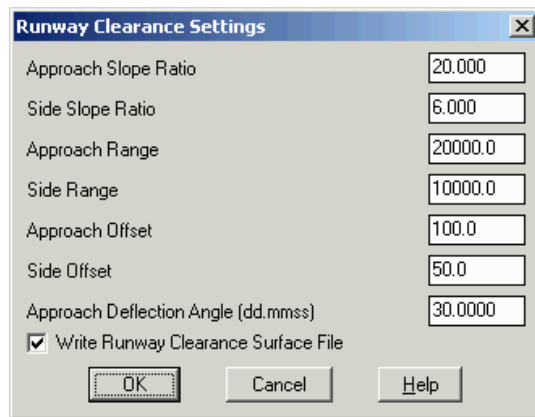 Runway Clearance Settings
Approach Slope Ratio 20.000
Side Slope Ratio 6.000
Approach Range 20000.0
Side Range 10000.0
Approach Offset 100.0
Side Offset 50.0
Approach Deflection Angle (dd.mmss) 30.0000
Write Runway Clearance Surface File
OK Cancel Help